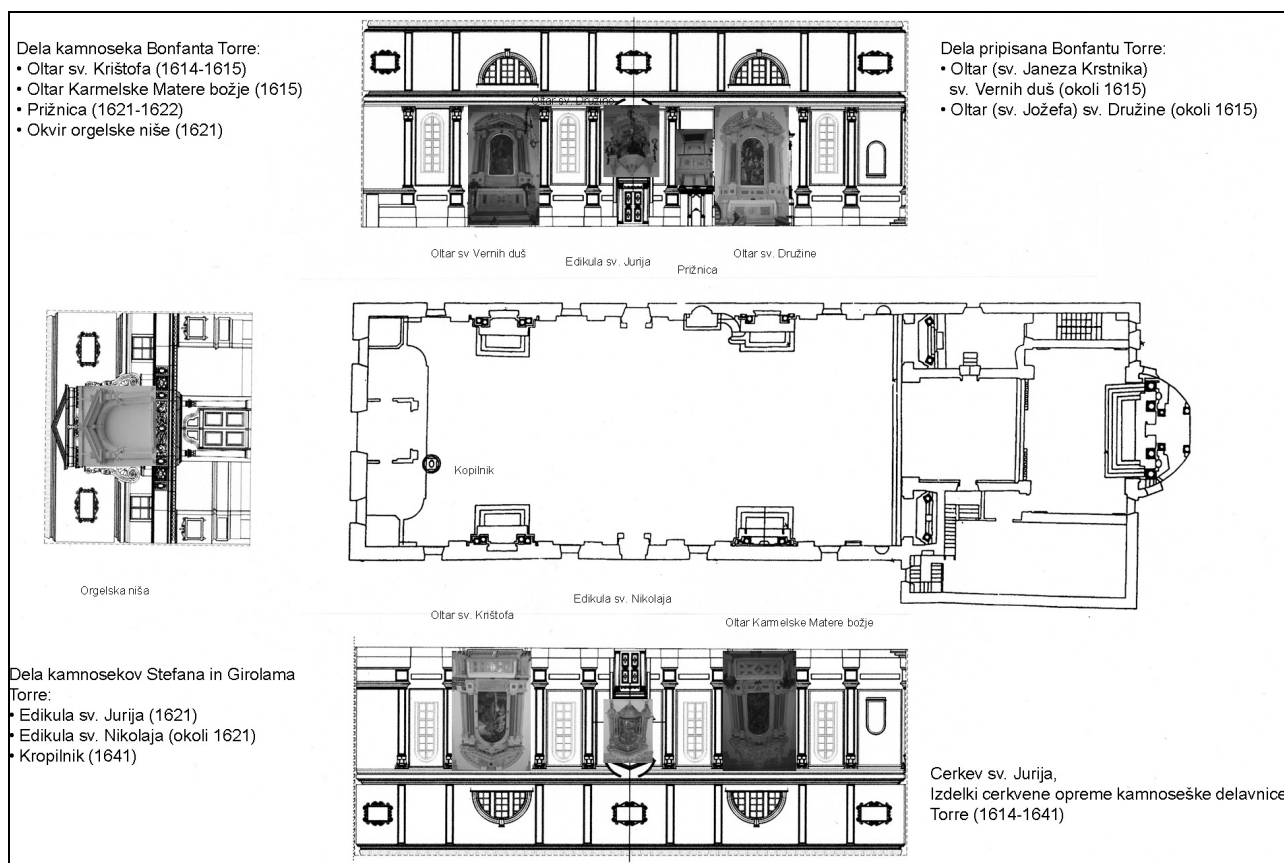 Dela kamnoseka Bonfanta Torre:
• Oltar sv. Krištofa (1614-1615)
• Oltar Karmelske Matere božje (1615)
• Prižnica (1621-1622)
• Okvir orgelske niše (1621)
Dela pripisana Bonfantu Torre:
• Oltar (sv. Janeza Krstnika)
sv. Vernih duš (okoli 1615)
• Oltar (sv. Jožefa) sv. Družine (okoli 1615)
Oltar sv. Družine
Oltar sv Vernih duš
Edikula sv. Jurija
Prižnica
Oltar sv. Družine
Kopilnik
Orgelska niša
Edikula sv. Nikolaja
Oltar sv. Krištofa
Oltar Karmelske Matere božje
Dela kamnosekov Stefana in Girolama
Torre:
• Edikula sv. Jurija (1621)
• Edikula sv. Nikolaja (okoli 1621)
• Kropilnik (1641)
Cerkev sv. Jurija,
Izdelki cerkvene opreme kamnoseške delavnice
Torre (1614-1641)